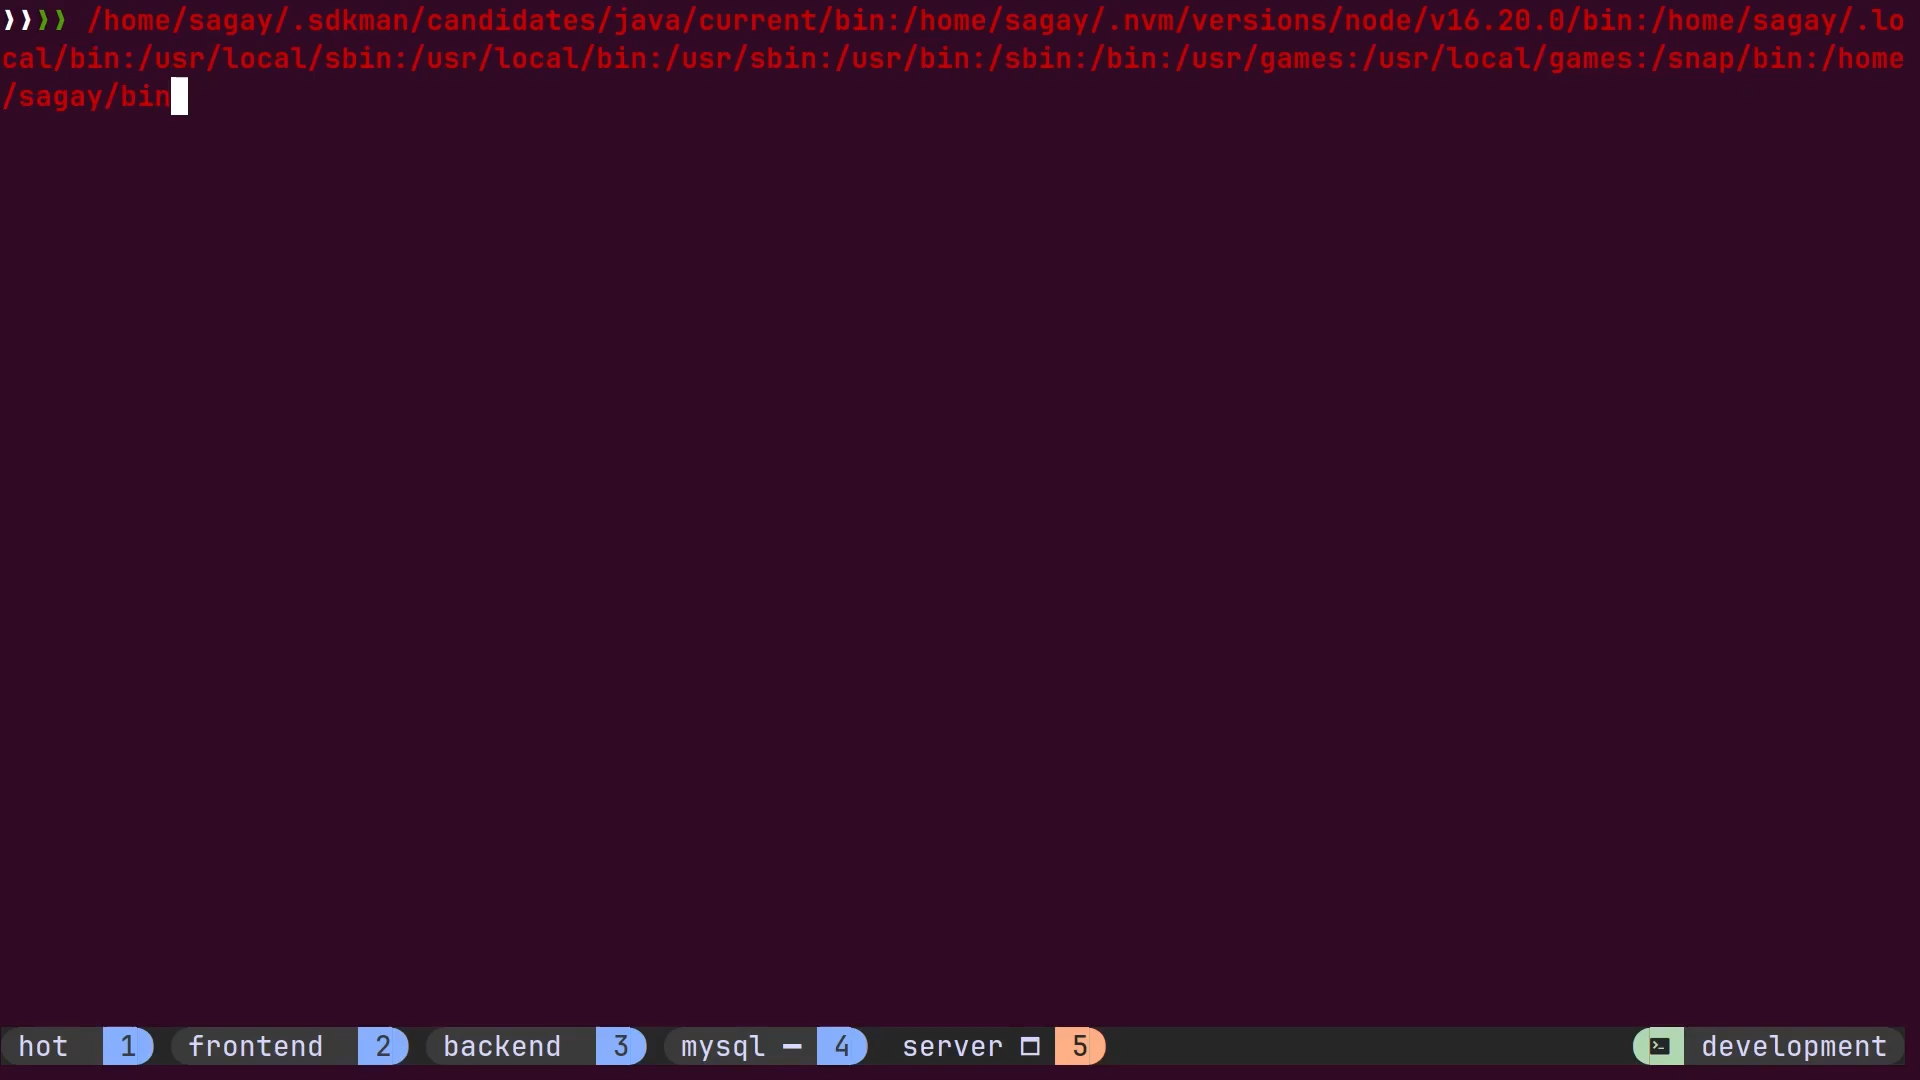 ❯❯❯❯ /home/sagay/.sdkman/candidates/java/current/bin:/home/sagay/.nvm/versions/node/v16.20.0/bin:/home/sagay/.lo
cal/bin:/usr/local/sbin:/usr/local/bin:/usr/sbin:/usr/bin:/sbin:/bin:/usr/games:/usr/local/games:/snap/bin:/home
/sagay/bin
hot 1 frontend 2 backend 3 mysql - 4 server 5 development